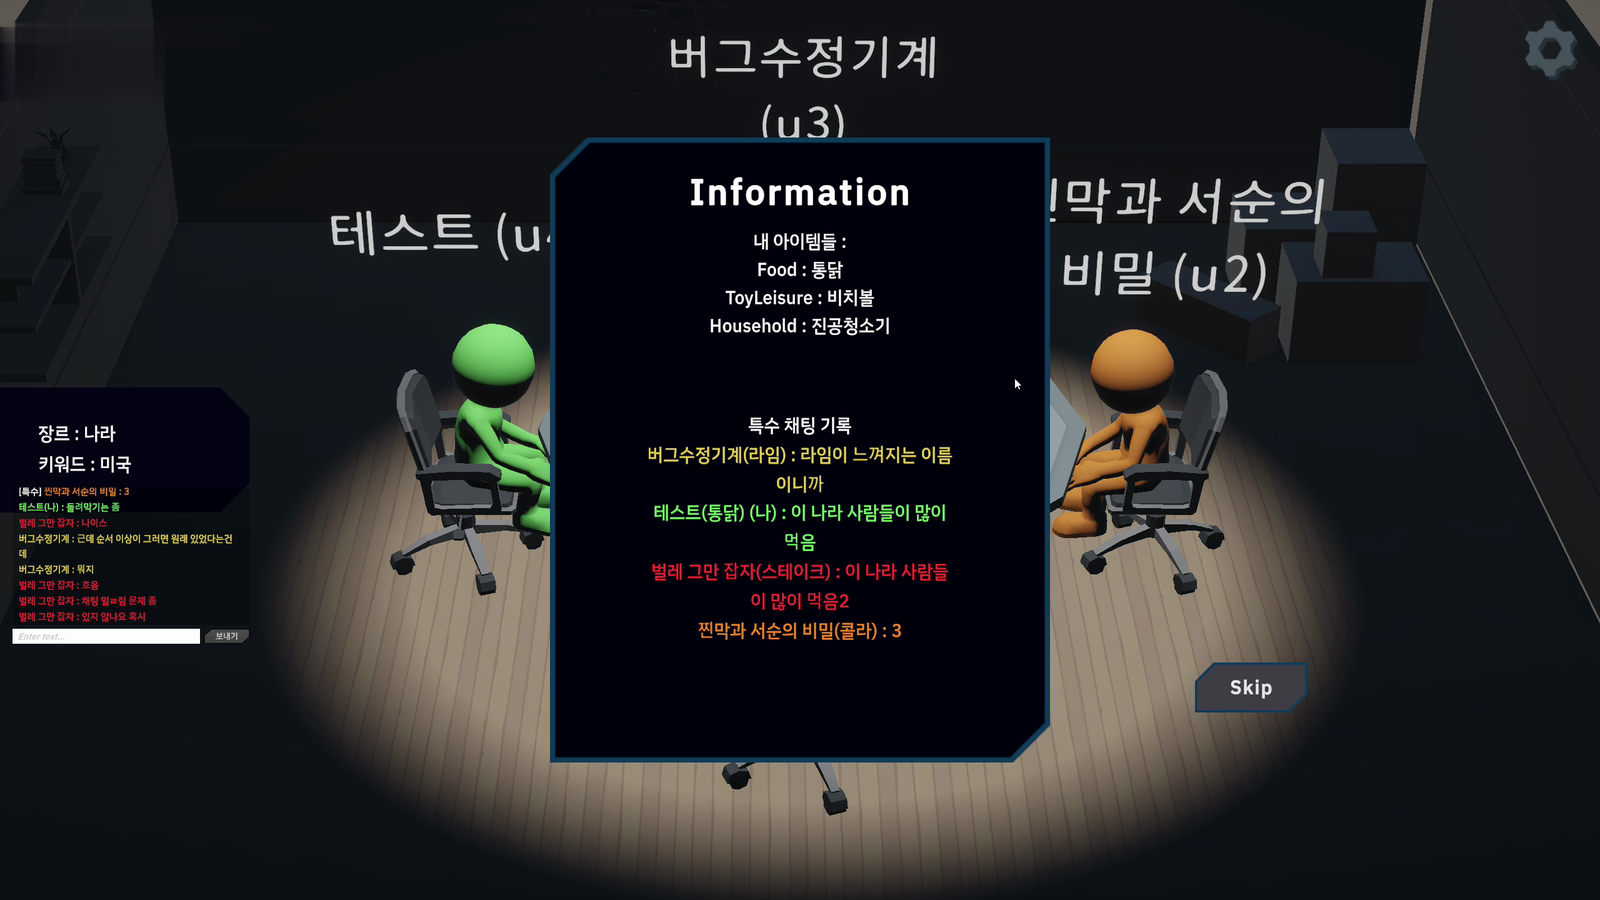 버그수정기계
(u3)
테스트 (u
막과 서순의
비밀 (u2)
Information
내 아이템들 :
Food : 통닭
ToyLeisure : 비치볼
Household : 진공청소기
특수 채팅 기록
버그수정기계(라임) : 라임이 느껴지는 이름
이니까
테스트(통닭) (나) : 이 나라 사람들이 많이
먹음
벌레 그만 잡자(스테이크) : 이 나라 사람들
이 많이 먹음2
찐막과 서순의 비밀(콜라) : 3
장르 : 나라
키워드 : 미국
[특수] 찐막과 서순의 비밀 : 3
테스트(나) : 돌려막기는 좀
벌레 그만 잡자 : 나이스
버그수정기계 : 근데 순서 이상이 그러면 원래 있었다는건
데
버그수정기계 : 뭐지
벌레 그만 잡자 : 흐음
벌레 그만 잡자 : 채팅 밀ㄹ림 문제 좀
벌레 그만 잡자 : 있지 않나요 혹시
Enter text...
보내기
Skip